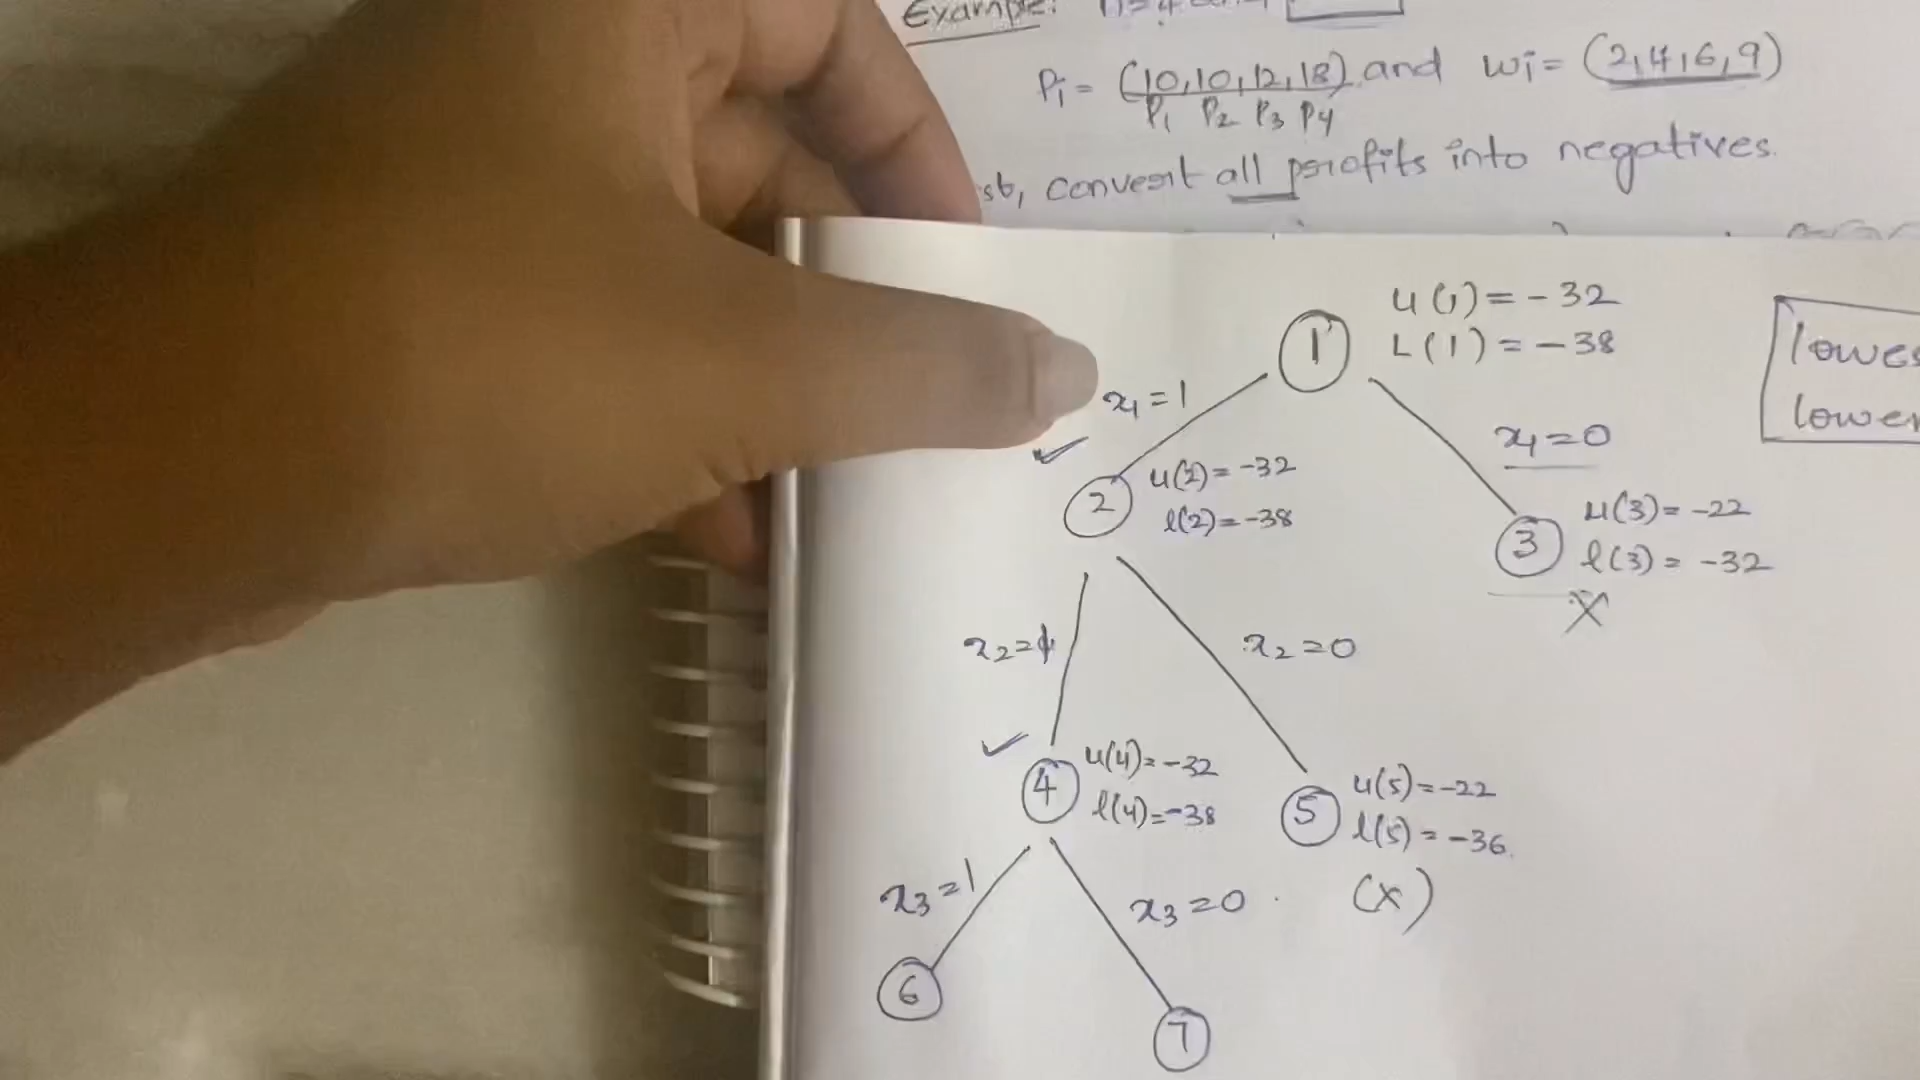 Example:
Pi = (10,10,12,18) and wi = (2,4,6,9)
P1 P2 P3 P4
convert all profits into negatives.
1
u(1) = -32
L(1) = -38
x1=1
x1=0
2
u(2) = -32
l(2) = -38
3
u(3) = -22
l(3) = -32
X
x2=1
x2=0
4
u(4) = -32
l(4) = -38
5
u(5) = -22
l(5) = -36.
(X)
x3=1
x3=0
6
7